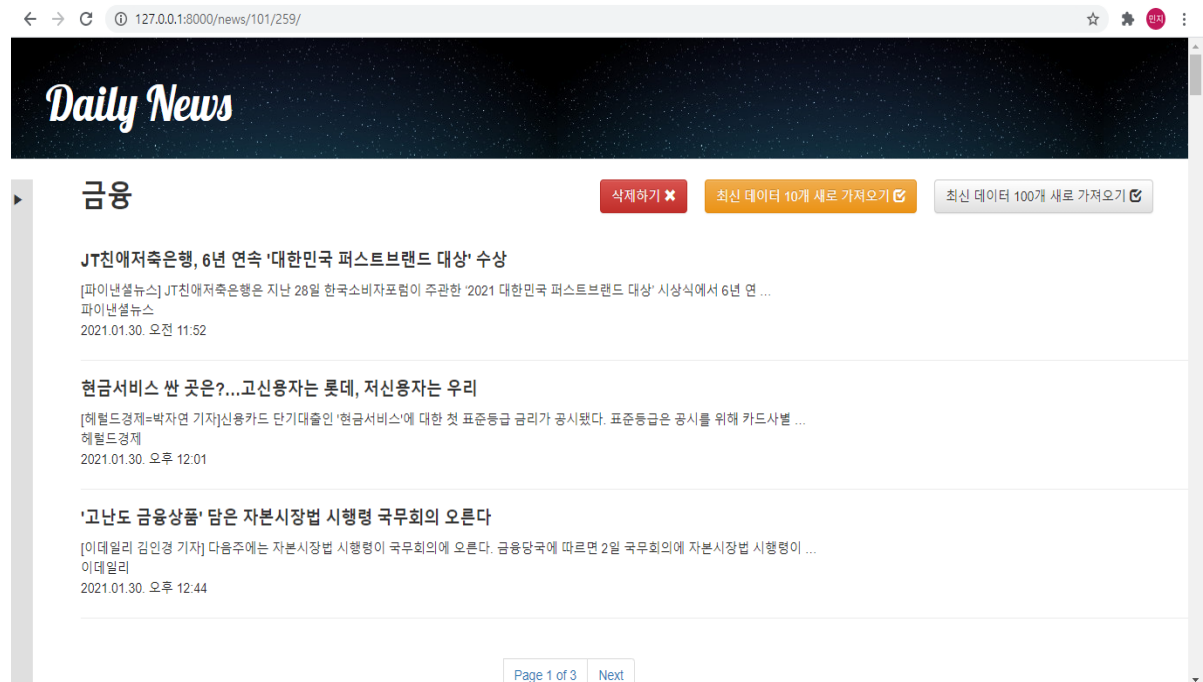 127.0.0.1:8000/news/101/259/
민지
Daily News
금융
삭제하기
최신 데이터 10개 새로 가져오기
최신 데이터 100개 새로 가져오기
JT친애저축은행, 6년 연속 '대한민국 퍼스트브랜드 대상' 수상
[파이낸셜뉴스] JT친애저축은행은 지난 28일 한국소비자포럼이 주관한 ‘2021 대한민국 퍼스트브랜드 대상’ 시상식에서 6년 연 ...
파이낸셜뉴스
2021.01.30. 오전 11:52
현금서비스 싼 곳은?…고신용자는 롯데, 저신용자는 우리
[헤럴드경제=박자연 기자]신용카드 단기대출인 '현금서비스'에 대한 첫 표준등급 금리가 공시됐다. 표준등급은 공시를 위해 카드사별 ...
헤럴드경제
2021.01.30. 오후 12:01
'고난도 금융상품' 담은 자본시장법 시행령 국무회의 오른다
[이데일리 김인경 기자] 다음주에는 자본시장법 시행령이 국무회의에 오른다. 금융당국에 따르면 2일 국무회의에 자본시장법 시행령이 ...
이데일리
2021.01.30. 오후 12:44
Page 1 of 3 Next